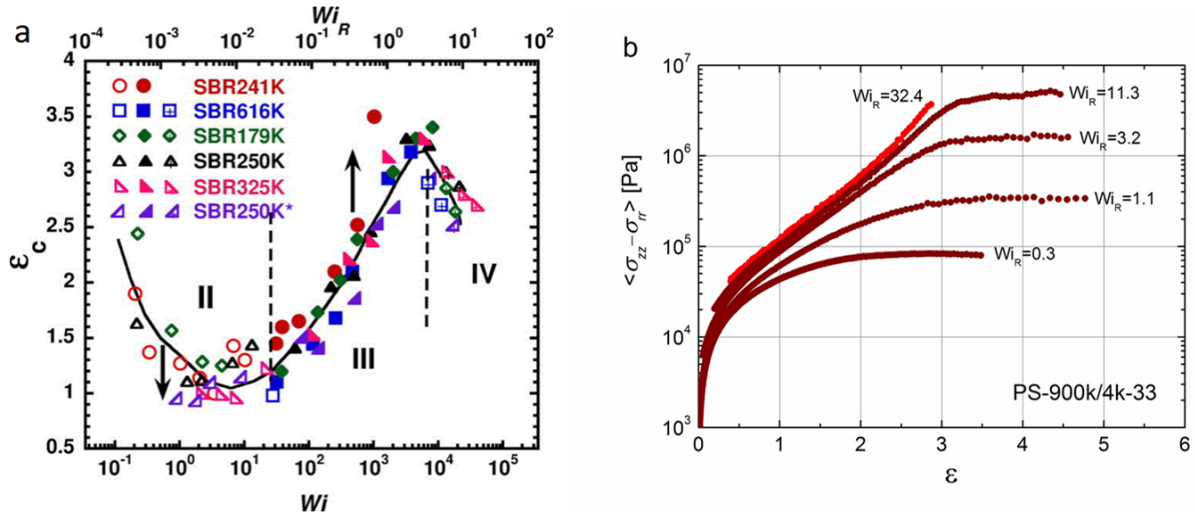 a
Wi_R
10^-4 10^-3 10^-2 10^-1 10^0 10^1 10^2
4
3.5
3
2.5
2
1.5
1
0.5
ε_c
SBR241K
SBR616K
SBR179K
SBR250K
SBR325K
SBR250K*
II
III
IV
10^-1 10^0 10^1 10^2 10^3 10^4 10^5
Wi
b
10^7
10^6
10^5
10^4
10^3
<σ_zz−σ_rr> [Pa]
Wi_R=32.4
Wi_R=11.3
Wi_R=3.2
Wi_R=1.1
Wi_R=0.3
PS-900k/4k-33
0 1 2 3 4 5 6
ε